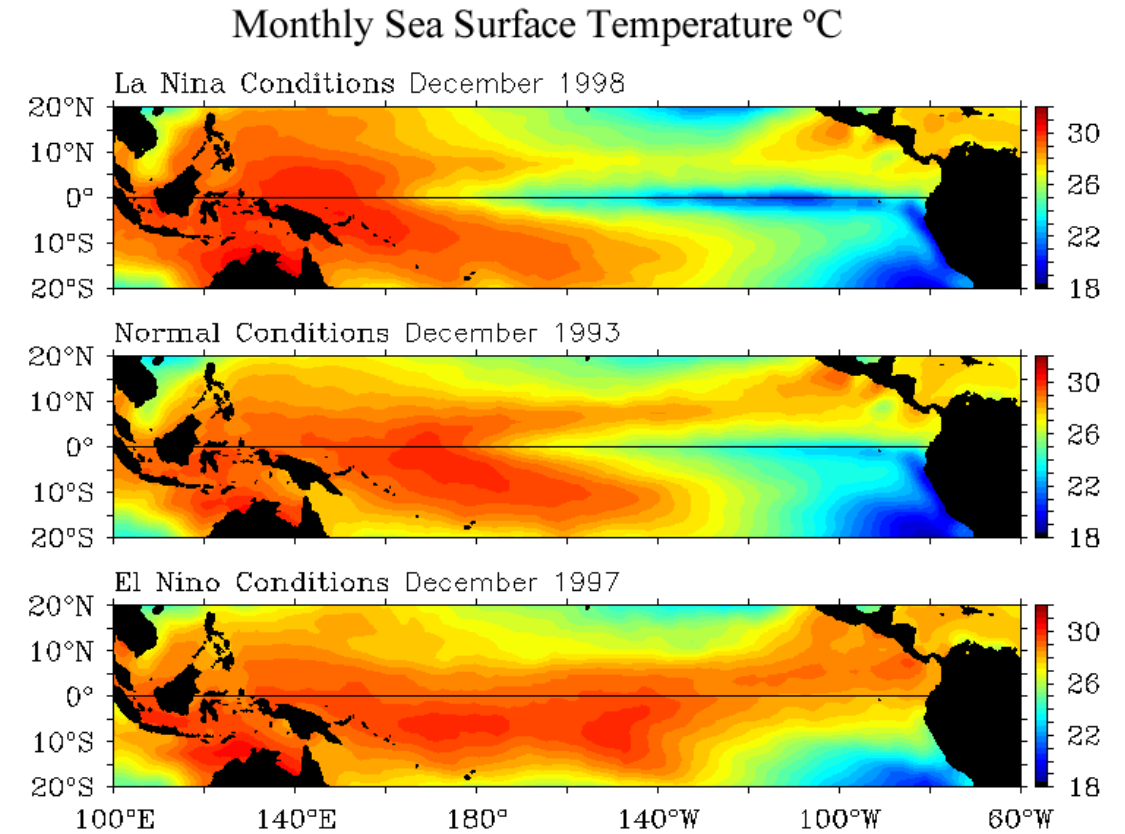 Monthly Sea Surface Temperature ºC
La Nina Conditions December 1998
20°N
10°N
0°
10°S
20°S
30
26
22
18
Normal Conditions December 1993
20°N
10°N
0°
10°S
20°S
30
26
22
18
El Nino Conditions December 1997
20°N
10°N
0°
10°S
20°S
30
26
22
18
100°E 140°E 180° 140°W 100°W 60°W